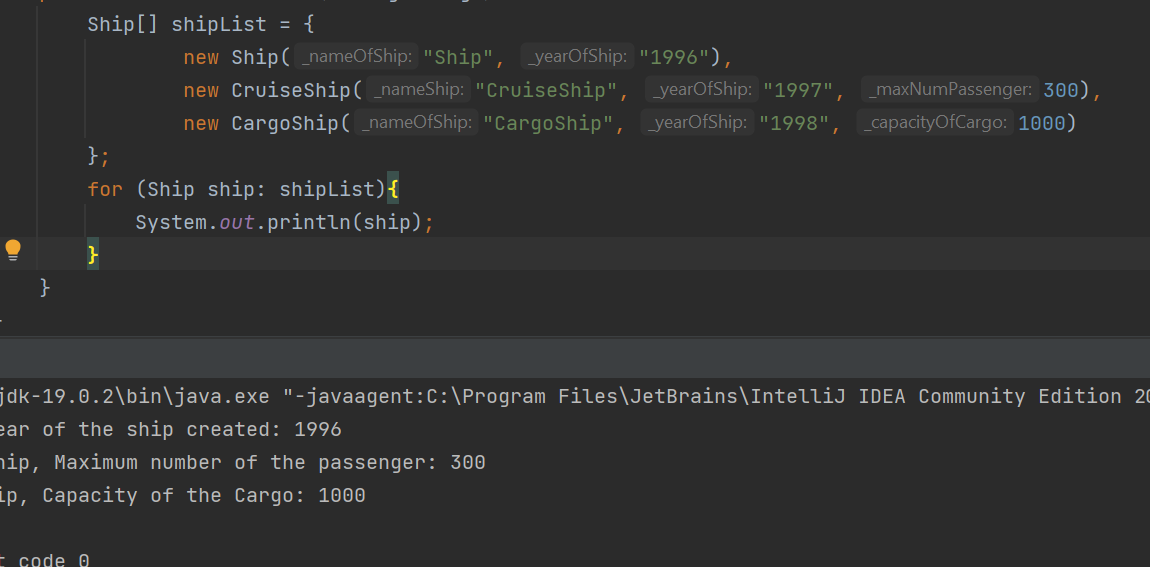 Ship[] shipList = {
new Ship( _nameOfShip: "Ship", _yearOfShip: "1996"),
new CruiseShip( _nameShip: "CruiseShip", _yearOfShip: "1997", _maxNumPassenger: 300),
new CargoShip( _nameOfShip: "CargoShip", _yearOfShip: "1998", _capacityOfCargo: 1000)
};
for (Ship ship: shipList){
System.out.println(ship);
}
}
jdk-19.0.2\bin\java.exe "-javaagent:C:\Program Files\JetBrains\IntelliJ IDEA Community Edition 20
ear of the ship created: 1996
hip, Maximum number of the passenger: 300
ip, Capacity of the Cargo: 1000
t code 0